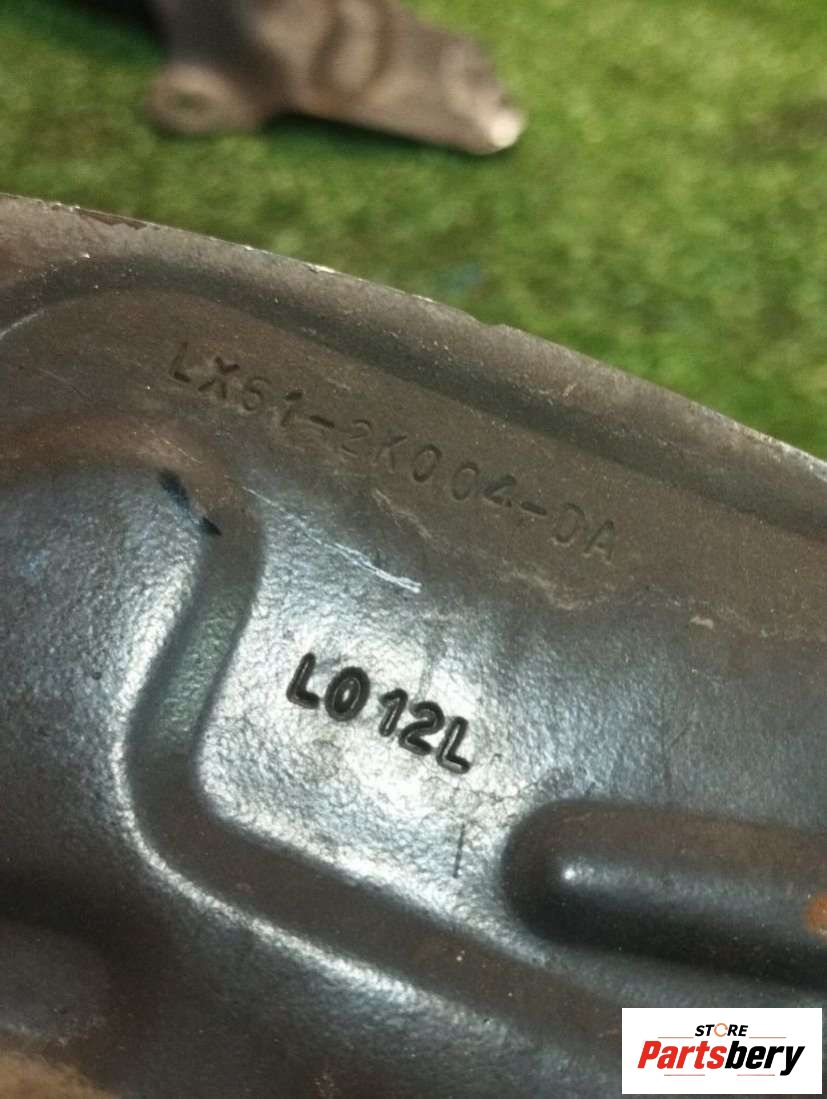 LX61-2K004-DA
L012L
STORE
Partsbery